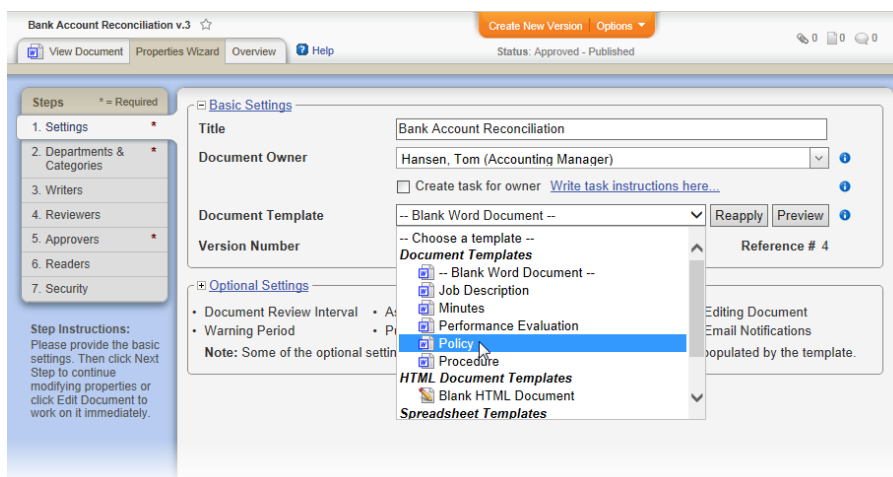 Bank Account Reconciliation v.3
Create New Version Options
View Document Properties Wizard Overview Help
Status: Approved - Published
0 0 0
Steps * = Required
1. Settings *
2. Departments & *
Categories
3. Writers
4. Reviewers
5. Approvers *
6. Readers
7. Security
Step Instructions:
Please provide the basic
settings. Then click Next
Step to continue
modifying properties or
click Edit Document to
work on it immediately.
Basic Settings
Title Bank Account Reconciliation
Document Owner Hansen, Tom (Accounting Manager)
Create task for owner Write task instructions here...
Document Template -- Blank Word Document -- Reapply Preview
Version Number Reference # 4
-- Choose a template --
Document Templates
-- Blank Word Document --
Job Description
Minutes
Performance Evaluation
Policy
Procedure
HTML Document Templates
Blank HTML Document
Spreadsheet Templates
Optional Settings
• Document Review Interval • Editing Document
• Warning Period • Email Notifications
Note: Some of the optional populated by the template.